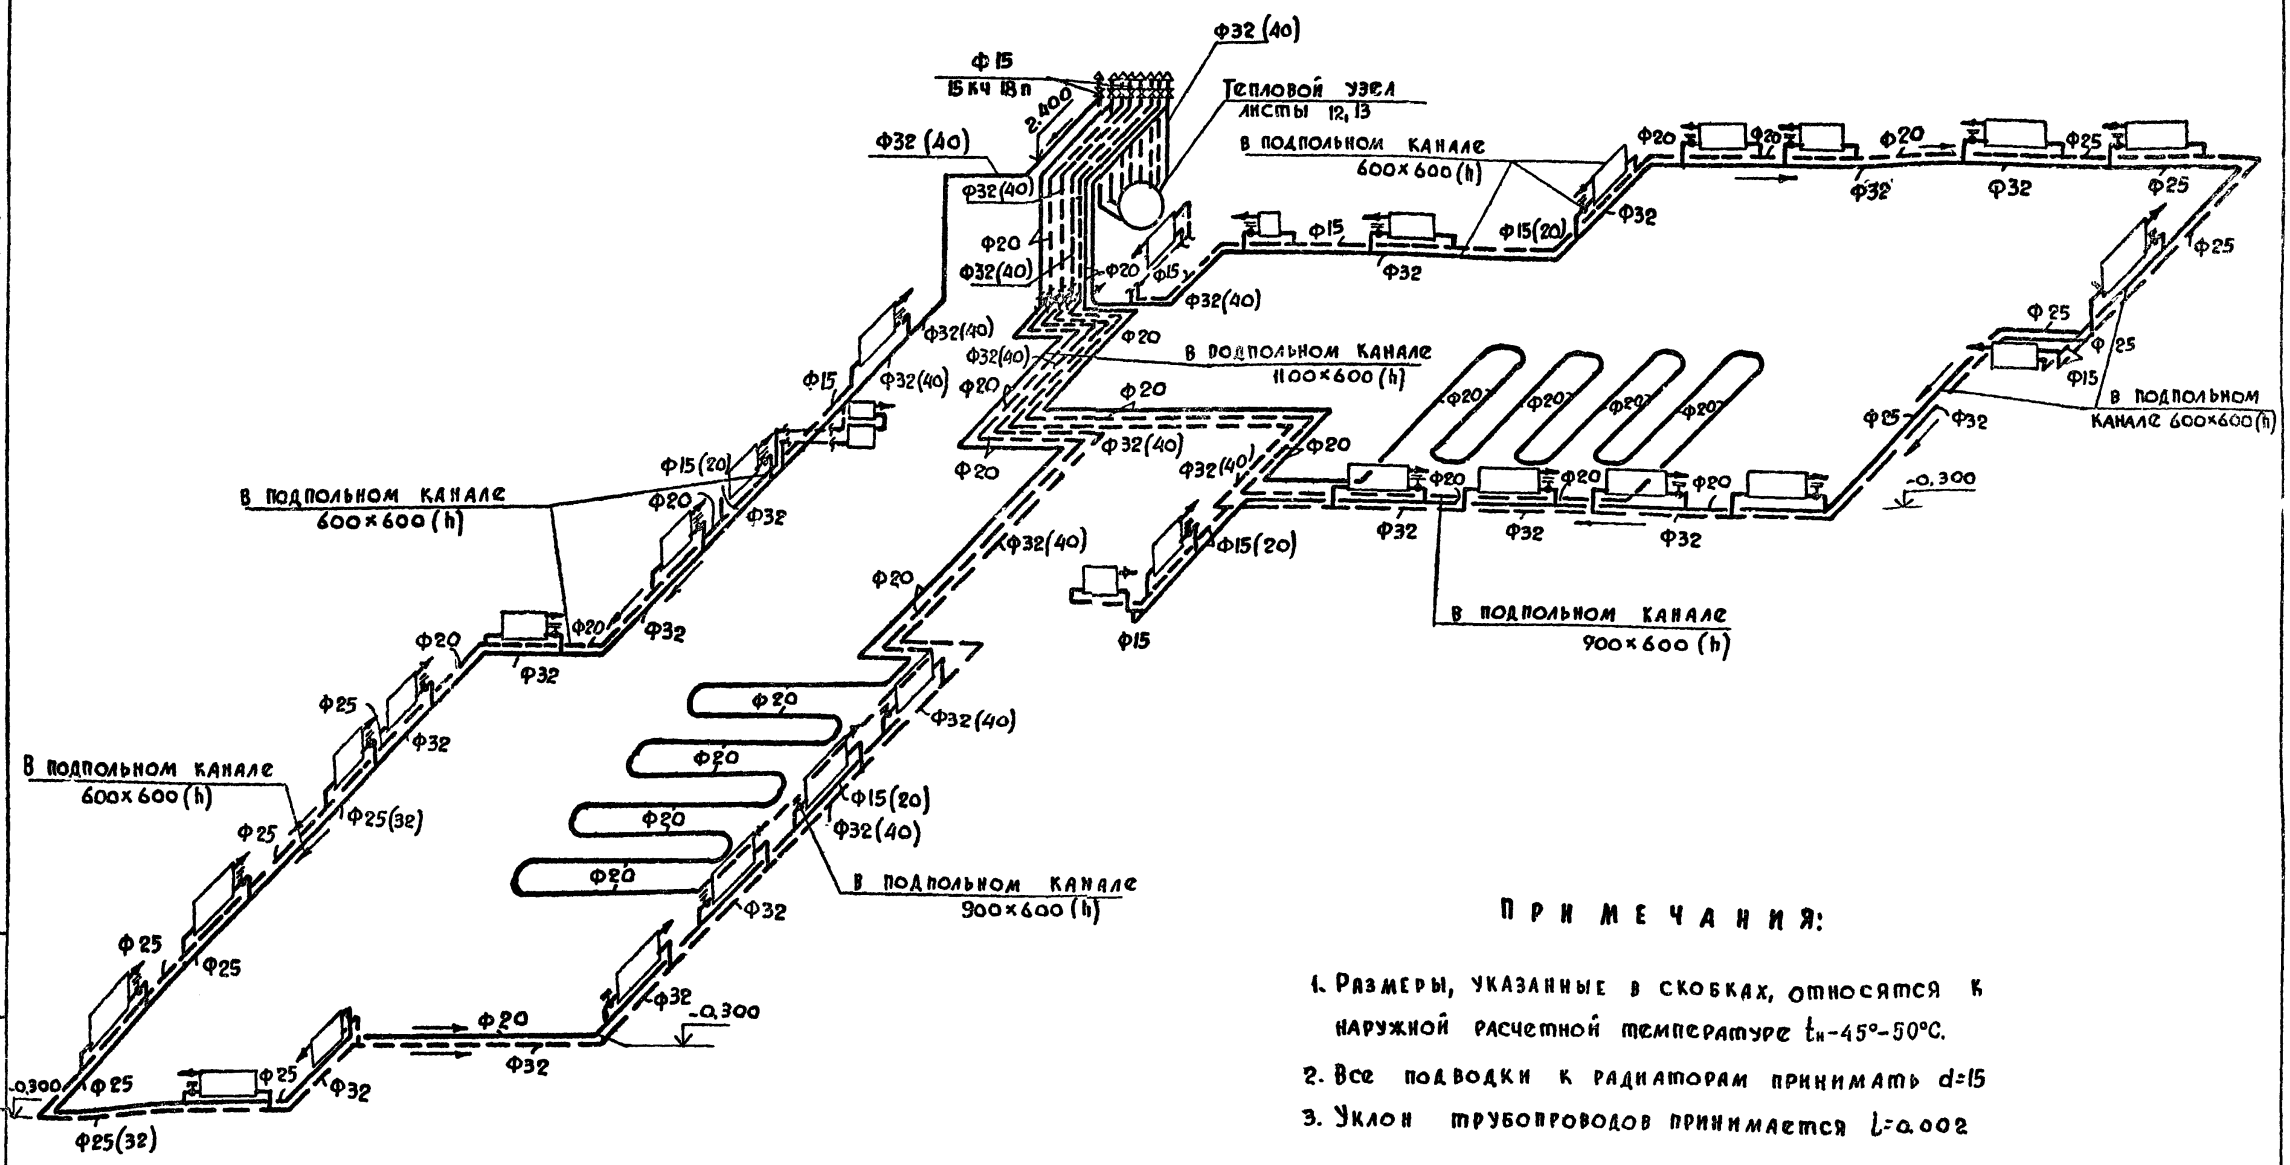 Ф32 (40)
Ф 15
15 кч 18п
2.400
Тепловой узел
листы 12, 13
Ф32 (40)
В подпольном канале
600×600 (h)
Ф20
Ф20
Ф20
Ф25
Ф32
Ф32
Ф32
Ф25
Ф32 (40)
Ф20
Ф32 (40)
Ф20
Ф15
Ф32 (40)
Ф15
Ф32
Ф15 (20)
Ф25
Ф25
Ф25
Ф15
Ф32 (40)
Ф32 (40)
Ф20
Ф32 (40)
В подпольном канале
1100×600 (h)
Ф15
Ф20
Ф20
Ф20
Ф20
Ф20
Ф20
Ф25
Ф32
В подпольном
канале 600×600 (h)
Ф15 (20)
Ф20
Ф32
Ф20
Ф32 (40)
Ф32 (40)
Ф20
Ф20
Ф20
Ф20
-0,300
В подпольном канале
600×600 (h)
Ф32
Ф32
Ф32
Ф32 (40)
Ф15 (20)
Ф20
Ф15
В подпольном канале
900×600 (h)
Ф20
Ф20
Ф32
Ф32
Ф25
Ф32
Ф20
Ф32 (40)
Ф20
Ф20
Ф20
В подпольном канале
600×600 (h)
Ф25 (32)
Ф25
Ф15 (20)
Ф32 (40)
В подпольном канале
900×600 (h)
Ф32
Ф25
Ф25
Ф32
-0,300
Ф20
Ф32
-0,300
Ф25
Ф25
Ф32
Ф25 (32)
Примечания:
1. Размеры, указанные в скобках, относятся к
наружной расчетной температуре tн-45°-50°С.
2. Все подводки к радиаторам принимать d=15
3. Уклон трубопроводов принимается i=0.002